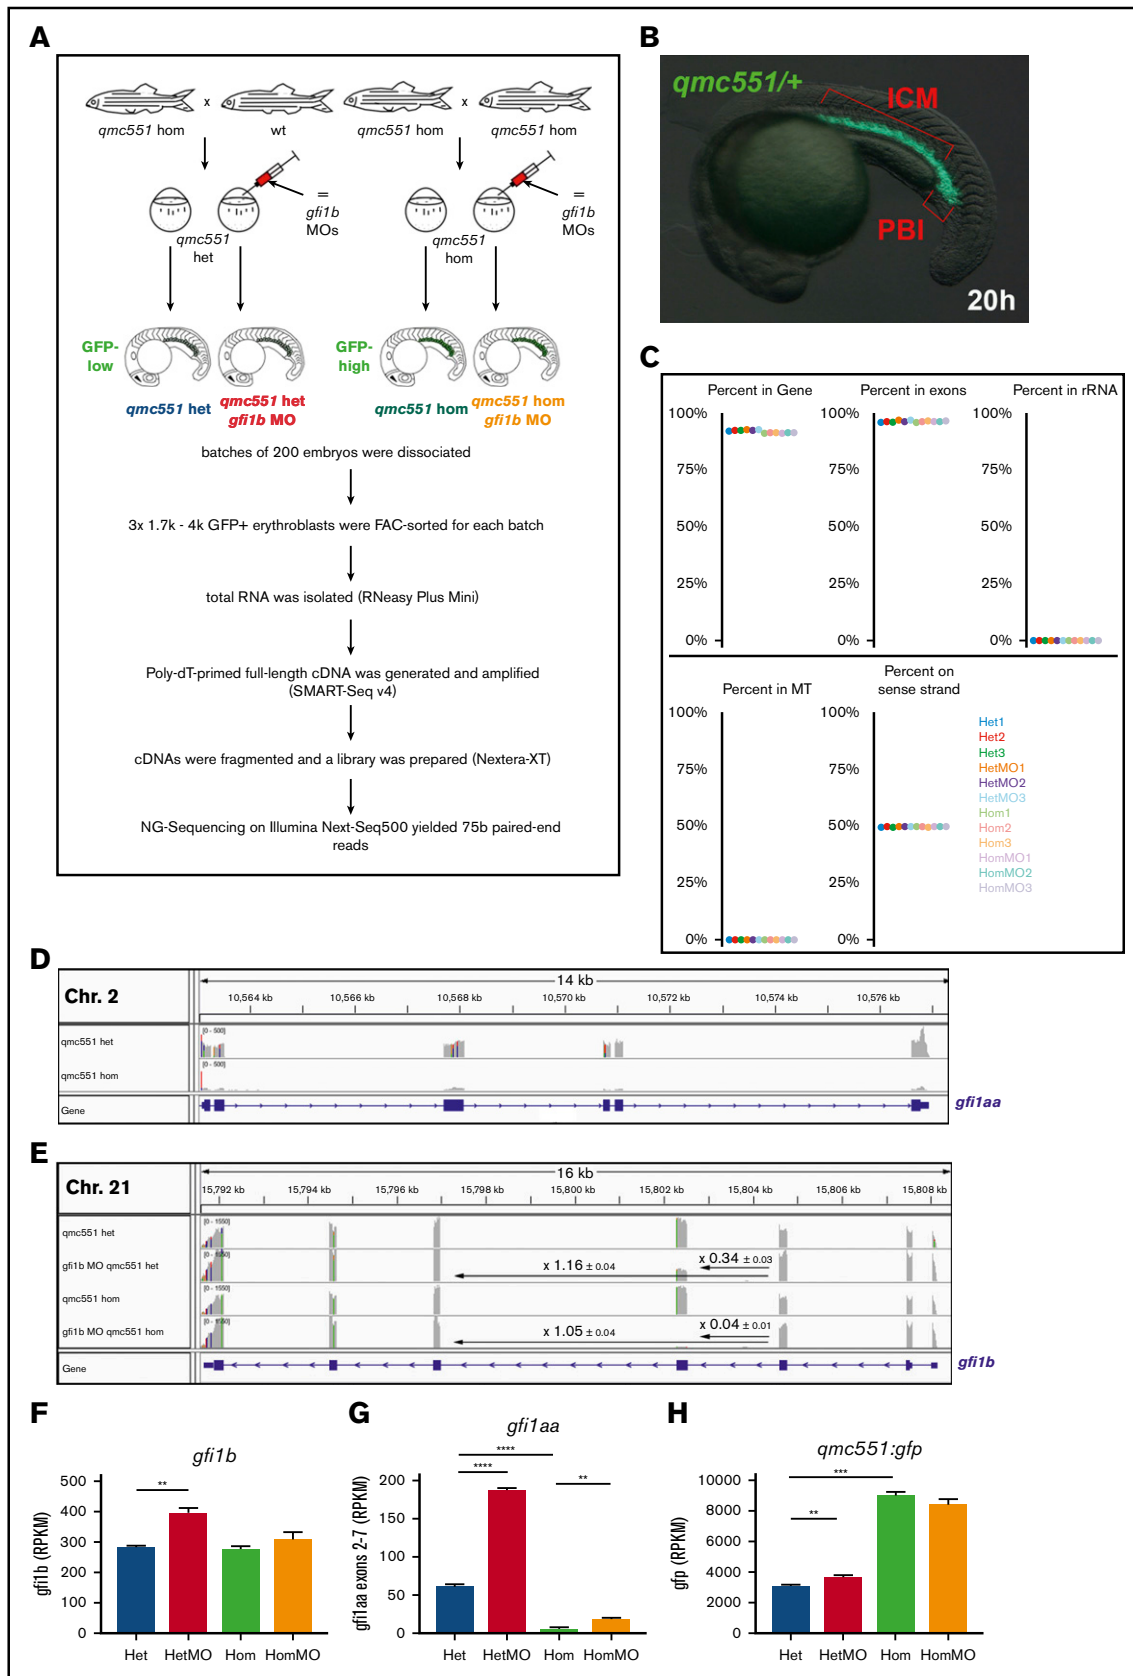 A
x
x
qmc551 hom
wt
qmc551 hom
qmc551 hom
=
gfi1b
MOs
=
gfi1b
MOs
qmc551
het
qmc551
hom
GFP-
low
GFP-
high
qmc551 het
qmc551 het
gfi1b MO
qmc551 hom
qmc551 hom
gfi1b MO
batches of 200 embryos were dissociated
3x 1.7k - 4k GFP+ erythroblasts were FAC-sorted for each batch
total RNA was isolated (RNeasy Plus Mini)
Poly-dT-primed full-length cDNA was generated and amplified
(SMART-Seq v4)
cDNAs were fragmented and a library was prepared (Nextera-XT)
NG-Sequencing on Illumina Next-Seq500 yielded 75b paired-end
reads
B
qmc551/+
ICM
PBI
20h
C
Percent in Gene
100%
75%
50%
25%
0%
Percent in exons
100%
75%
50%
25%
0%
Percent in rRNA
100%
75%
50%
25%
0%
Percent in MT
100%
75%
50%
25%
0%
Percent on
sense strand
100%
75%
50%
25%
0%
Het1
Het2
Het3
HetMO1
HetMO2
HetMO3
Hom1
Hom2
Hom3
HomMO1
HomMO2
HomMO3
D
Chr. 2
14 kb
10,564 kb 10,566 kb 10,568 kb 10,570 kb 10,572 kb 10,574 kb 10,576 kb
qmc551 het
[0 - 500]
qmc551 hom
[0 - 500]
Gene
gfi1aa
E
Chr. 21
16 kb
15,792 kb 15,794 kb 15,796 kb 15,798 kb 15,800 kb 15,802 kb 15,804 kb 15,806 kb 15,808 kb
qmc551 het
[0 - 1550]
gfi1b MO qmc551 het
[0 - 1550]
x 1.16 ± 0.04
x 0.34 ± 0.03
qmc551 hom
[0 - 1550]
gfi1b MO qmc551 hom
[0 - 1550]
x 1.05 ± 0.04
x 0.04 ± 0.01
Gene
gfi1b
F
gfi1b
gfi1b (RPKM)
500
400
300
200
100
0
**
Het HetMO Hom HomMO
G
gfi1aa
gfi1aa exons 2-7 (RPKM)
200
150
100
50
0
****
****
**
Het HetMO Hom HomMO
H
qmc551:gfp
gfp (RPKM)
10000
8000
6000
4000
2000
0
***
**
Het HetMO Hom HomMO